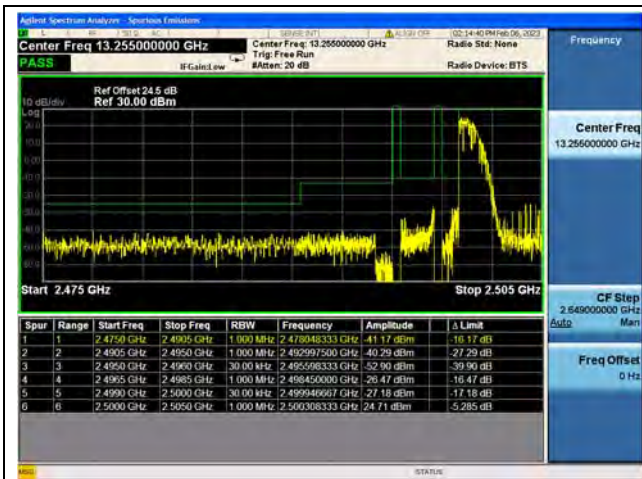 Agilent Spectrum Analyzer - Spurious Emissions
02:14:40 PM Feb 06, 2023
Center Freq 13.255000000 GHz
Center Freq: 13.255000000 GHz
Radio Std: None
Trig: Free Run
PASS
IFGain:Low
#Atten: 20 dB
Radio Device: BTS
Ref Offset 24.5 dB
10 dB/div
Ref 30.00 dBm
Log
Start 2.475 GHz
Stop 2.505 GHz
Spur Range Start Freq Stop Freq RBW Frequency Amplitude Δ Limit
1 1 2.4750 GHz 2.4905 GHz 1.000 MHz 2.478048333 GHz -41.17 dBm -16.17 dB
2 2 2.4905 GHz 2.4950 GHz 1.000 MHz 2.492997500 GHz -40.29 dBm -27.29 dB
3 3 2.4950 GHz 2.4960 GHz 30.00 kHz 2.495598333 GHz -52.90 dBm -39.90 dB
4 4 2.4965 GHz 2.4985 GHz 1.000 MHz 2.498450000 GHz -26.47 dBm -16.47 dB
5 5 2.4990 GHz 2.5000 GHz 30.00 kHz 2.499946667 GHz -27.18 dBm -17.18 dB
6 6 2.5000 GHz 2.5050 GHz 1.000 MHz 2.500308333 GHz 24.71 dBm -5.285 dB
Frequency
Center Freq
13.255000000 GHz
CF Step
2.549000000 GHz
Auto Man
Freq Offset
0 Hz
MSG
STATUS